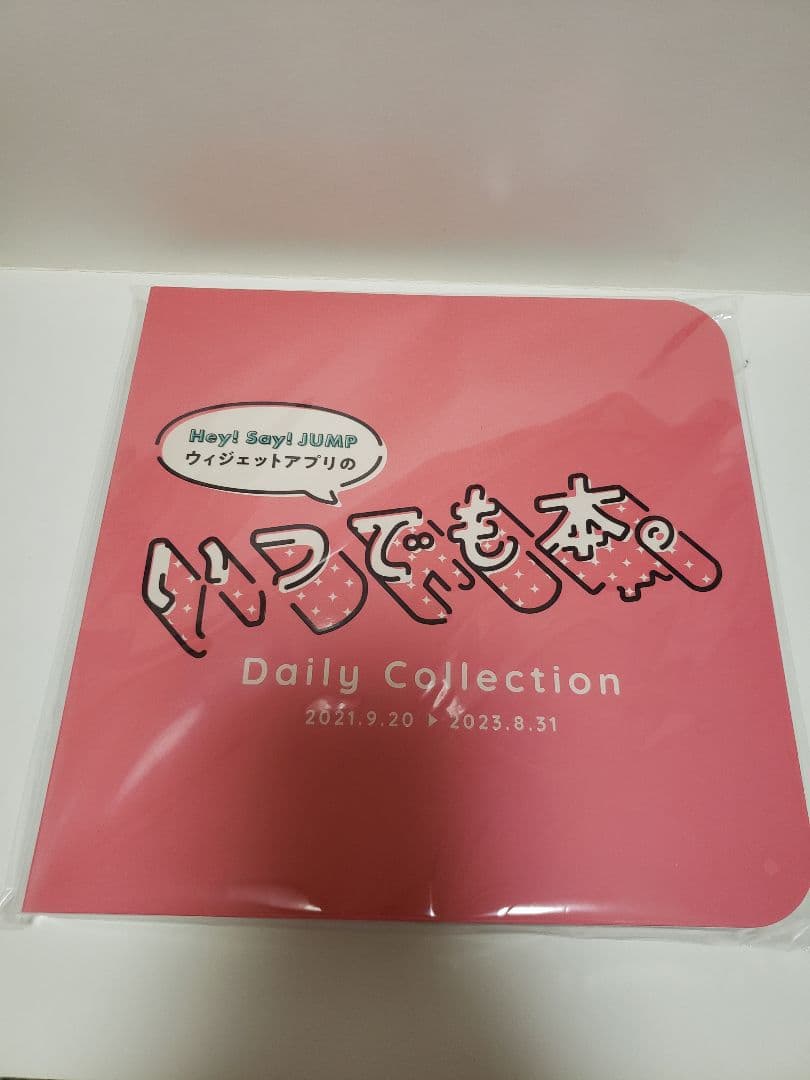 Hey! Say! JUMP
ウィジェットアプリの
いつでも本。
Daily Collection
2021.9.20 ▶ 2023.8.31